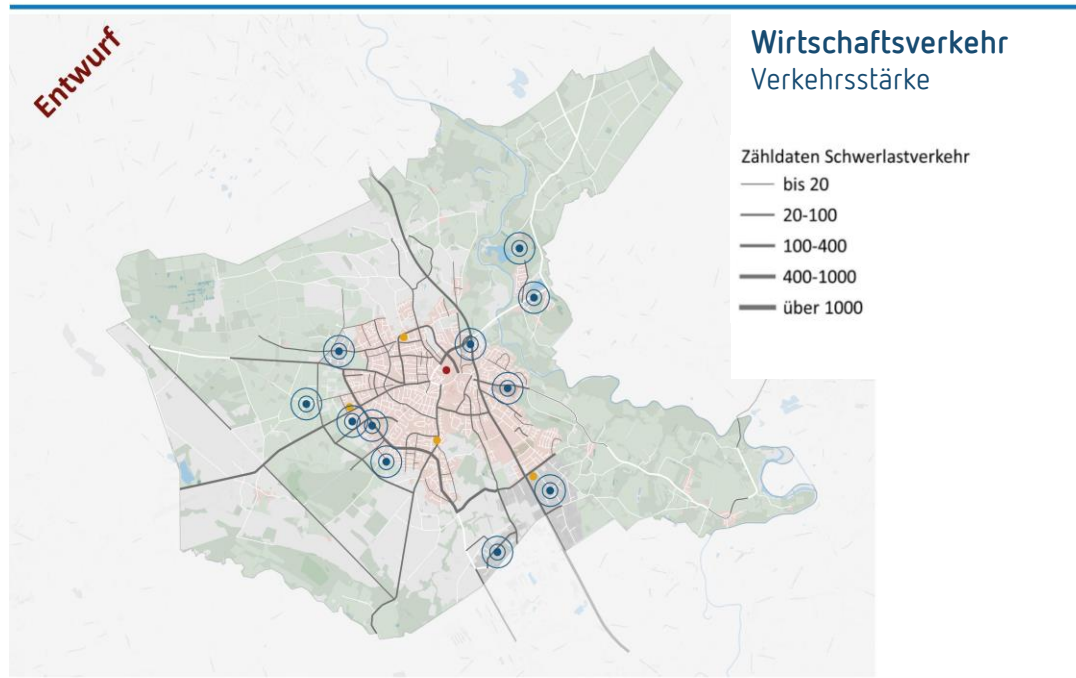 Entwurf
Wirtschaftsverkehr
Verkehrsstärke
Zähldaten Schwerlastverkehr
bis 20
20-100
100-400
400-1000
über 1000